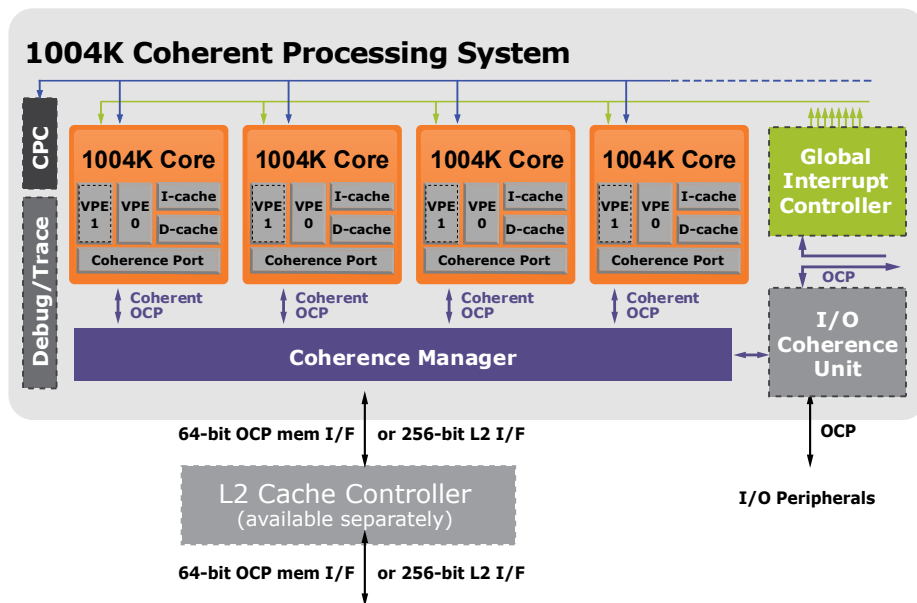 1004K Coherent Processing System
CPC
Debug/Trace
1004K Core
VPE
1
VPE
0
I-cache
D-cache
Coherence Port
1004K Core
VPE
1
VPE
0
I-cache
D-cache
Coherence Port
1004K Core
VPE
1
VPE
0
I-cache
D-cache
Coherence Port
1004K Core
VPE
1
VPE
0
I-cache
D-cache
Coherence Port
Global
Interrupt
Controller
OCP
Coherent
OCP
Coherent
OCP
Coherent
OCP
Coherent
OCP
Coherence Manager
I/O
Coherence
Unit
64-bit OCP mem I/F
or 256-bit L2 I/F
OCP
L2 Cache Controller
(available separately)
I/O Peripherals
64-bit OCP mem I/F
or 256-bit L2 I/F